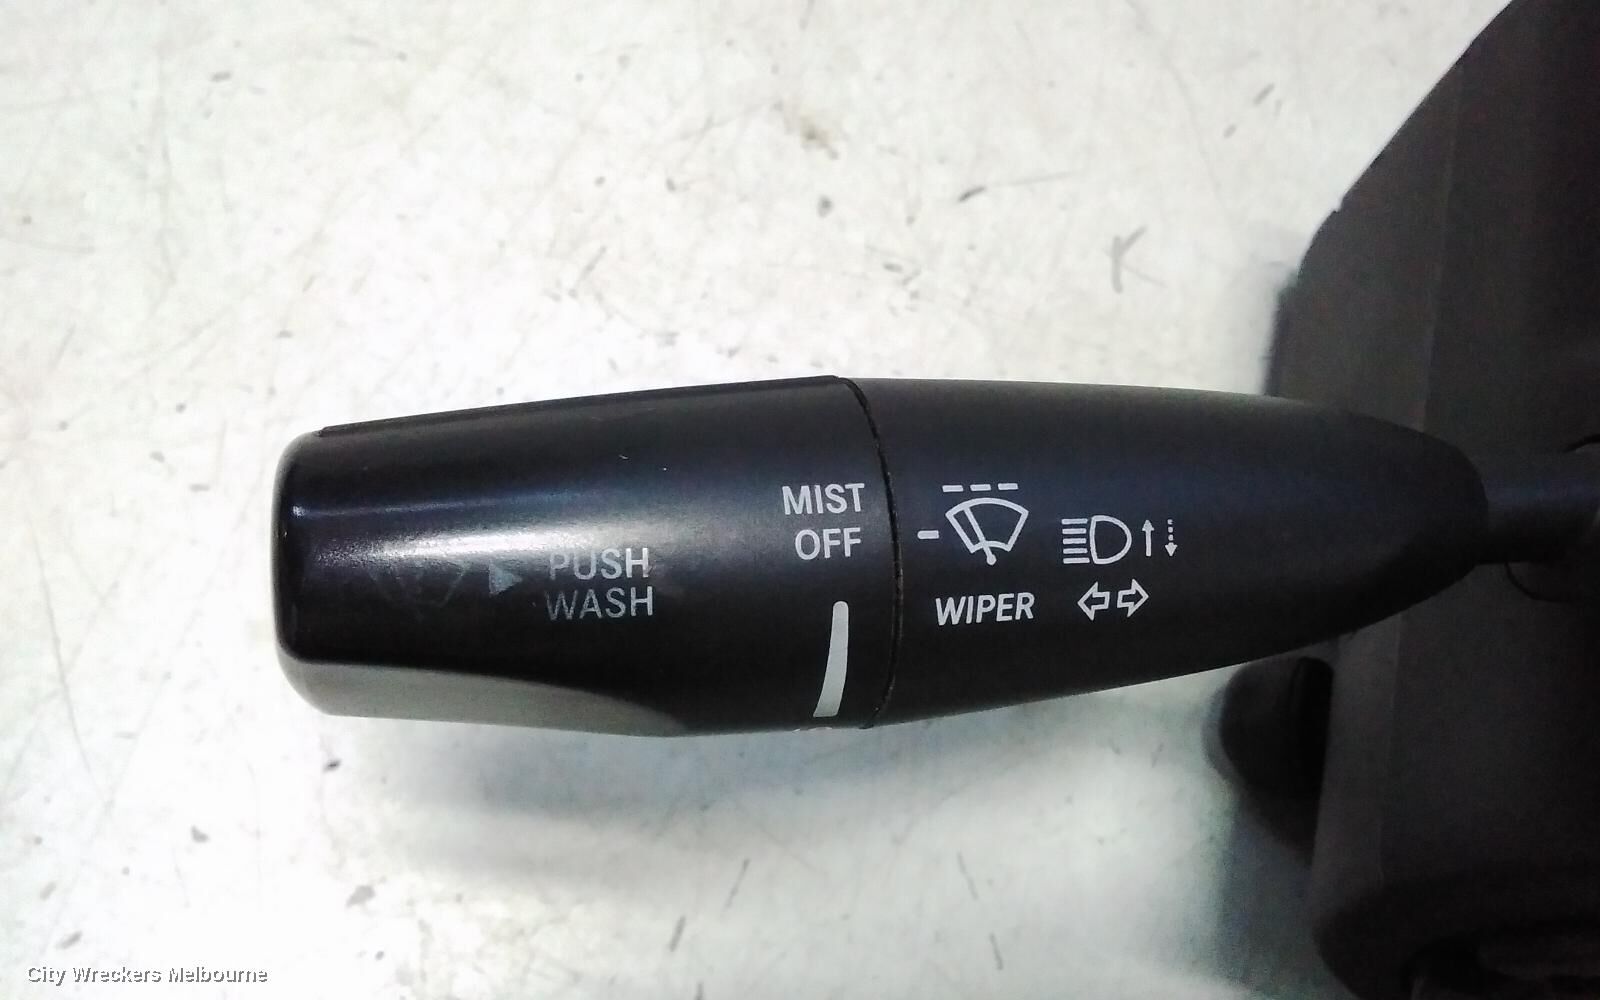 MIST
OFF
PUSH
WASH
WIPER
City Wreckers Melbourne